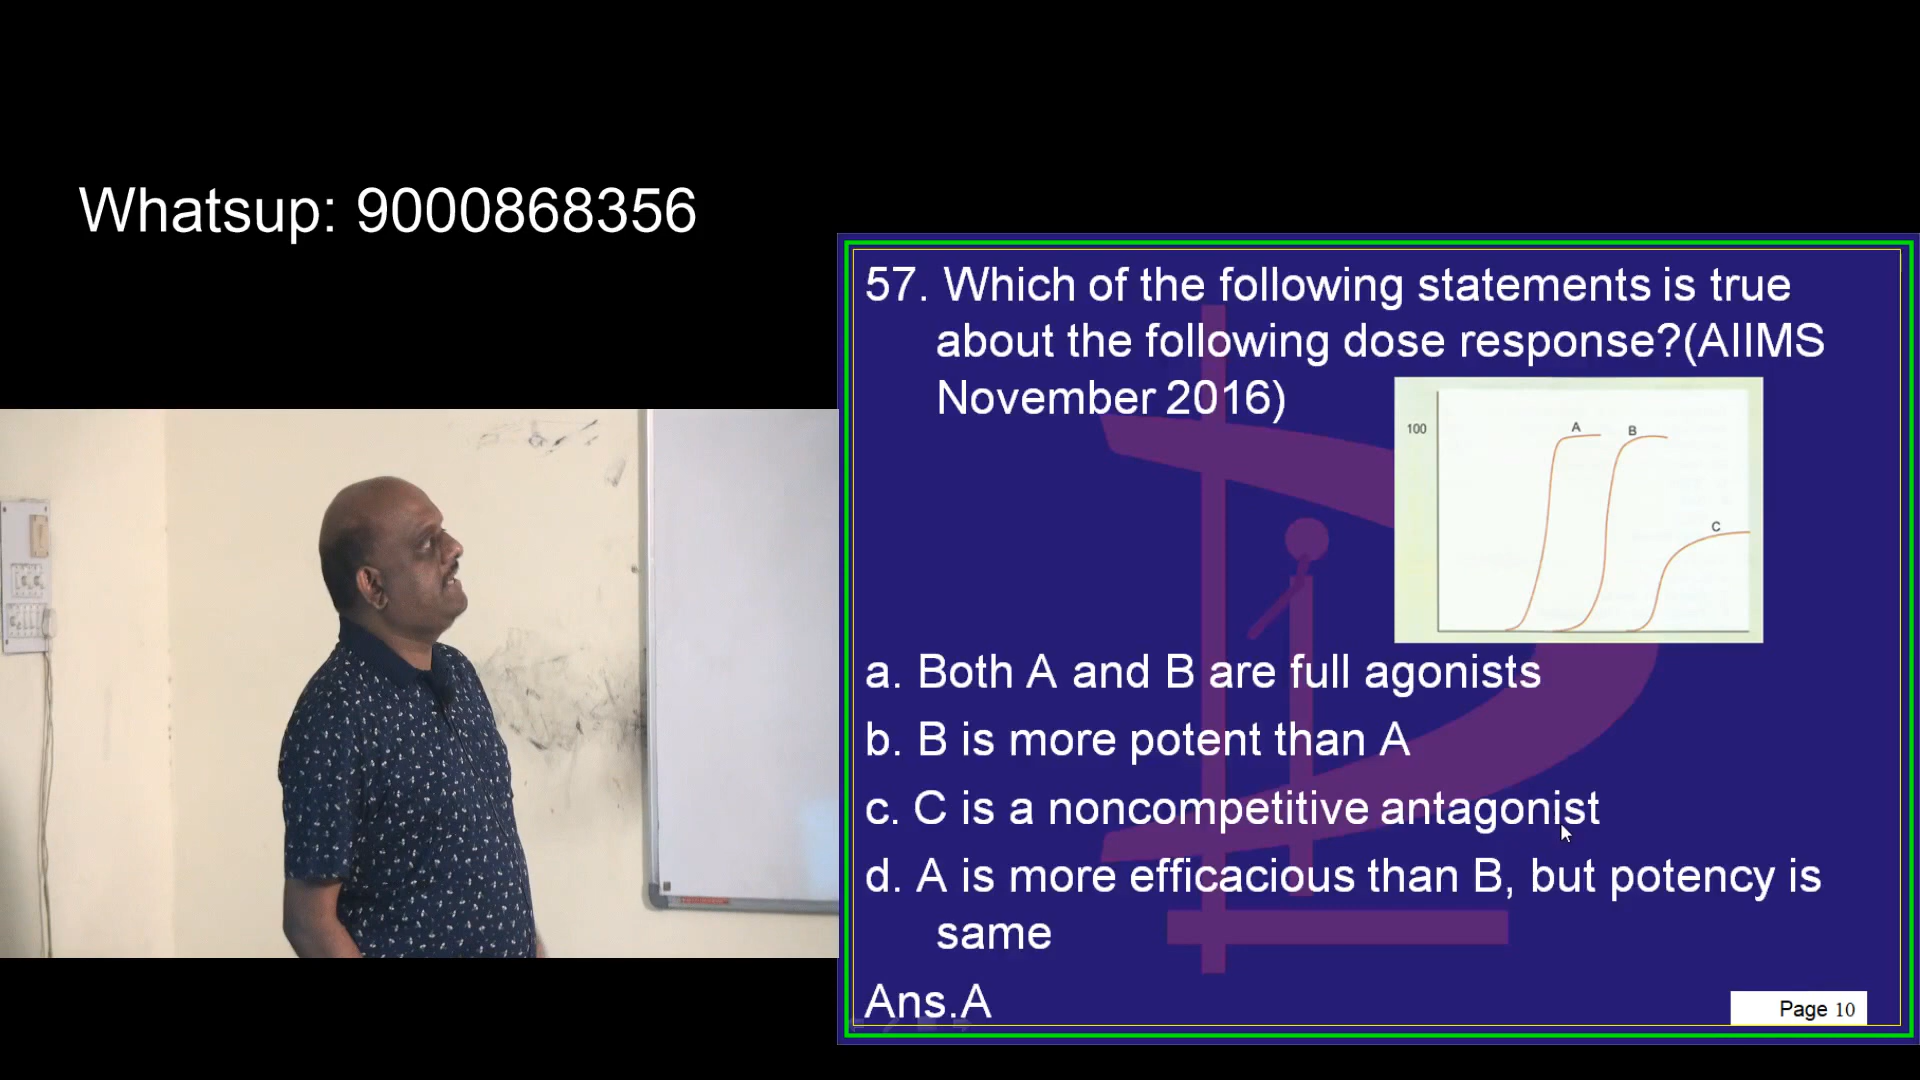 Whatsup: 9000868356
57. Which of the following statements is true
about the following dose response?(AIIMS
November 2016)
100
A
B
C
a. Both A and B are full agonists
b. B is more potent than A
c. C is a noncompetitive antagonist
d. A is more efficacious than B, but potency is
same
Ans.A
Page 10